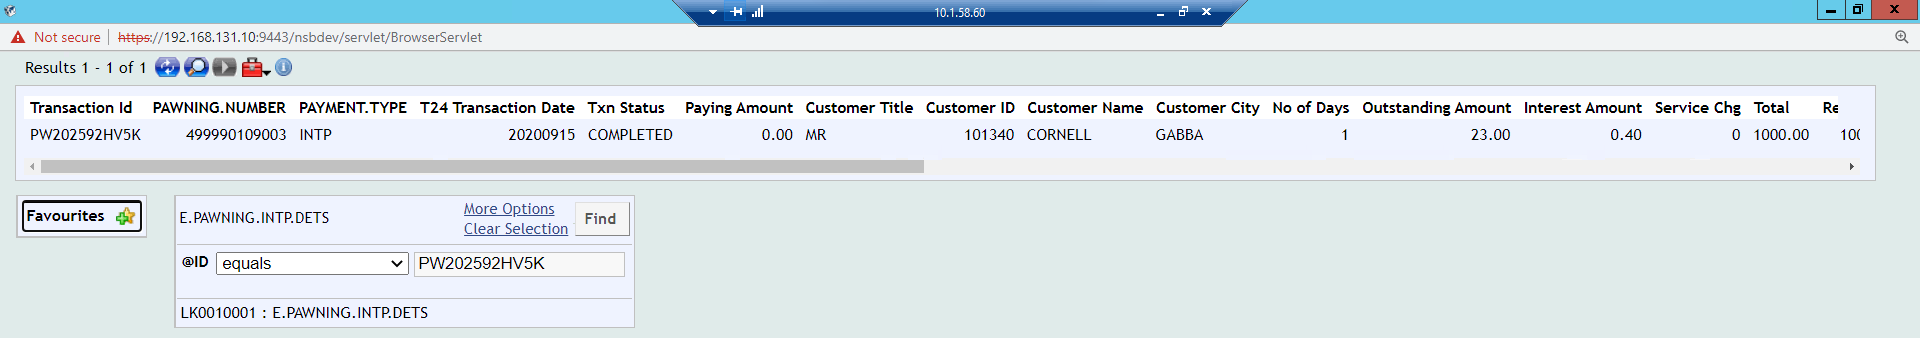 10.1.58.60
Not secure https://192.168.131.10:9443/nsbdev/servlet/BrowserServlet
Results 1 - 1 of 1
Transaction Id PAWNING.NUMBER PAYMENT.TYPE T24 Transaction Date Txn Status Paying Amount Customer Title Customer ID Customer Name Customer City No of Days Outstanding Amount Interest Amount Service Chg Total Re
PW202592HV5K 499990109003 INTP 20200915 COMPLETED 0.00 MR 101340 CORNELL GABBA 1 23.00 0.40 0 1000.00
Favourites
E.PAWNING.INTP.DETS
More Options
Clear Selection
Find
@ID equals PW202592HV5K
LK0010001 : E.PAWNING.INTP.DETS